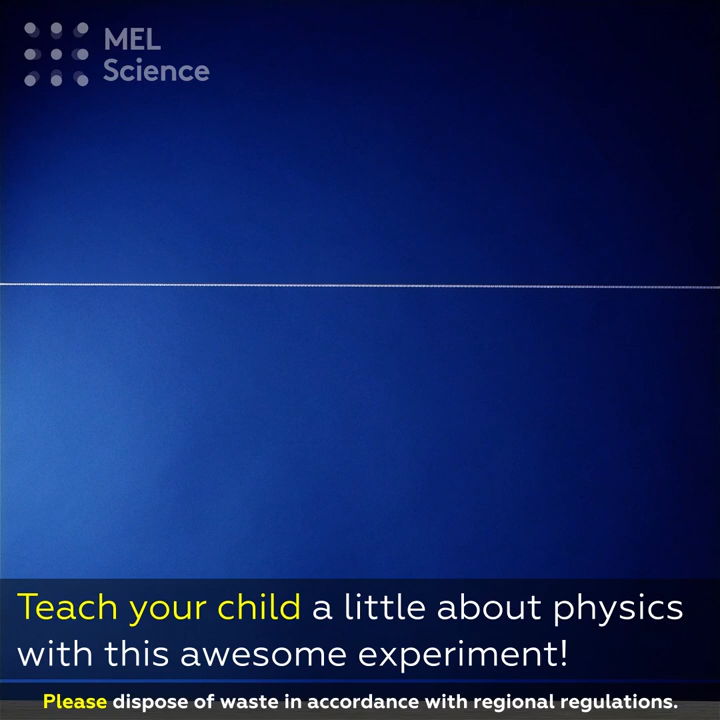 MEL
Science
Teach your child a little about physics
with this awesome experiment!
Please dispose of waste in accordance with regional regulations.